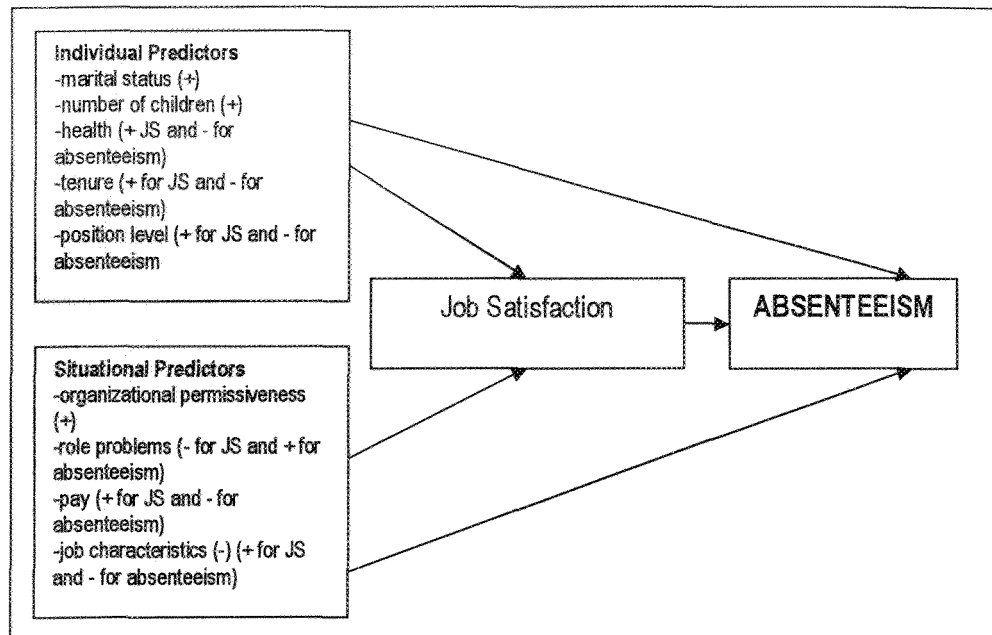 Individual Predictors
-marital status (+)
-number of children (+)
-health (+ JS and - for
absenteeism)
-tenure (+ for JS and - for
absenteeism)
-position level (+ for JS and - for
absenteeism
Job Satisfaction
ABSENTEEISM
Situational Predictors
-organizational permissiveness
(+)
-role problems (- for JS and + for
absenteeism)
-pay (+ for JS and - for
absenteeism)
-job characteristics (-) (+ for JS
and - for absenteeism)